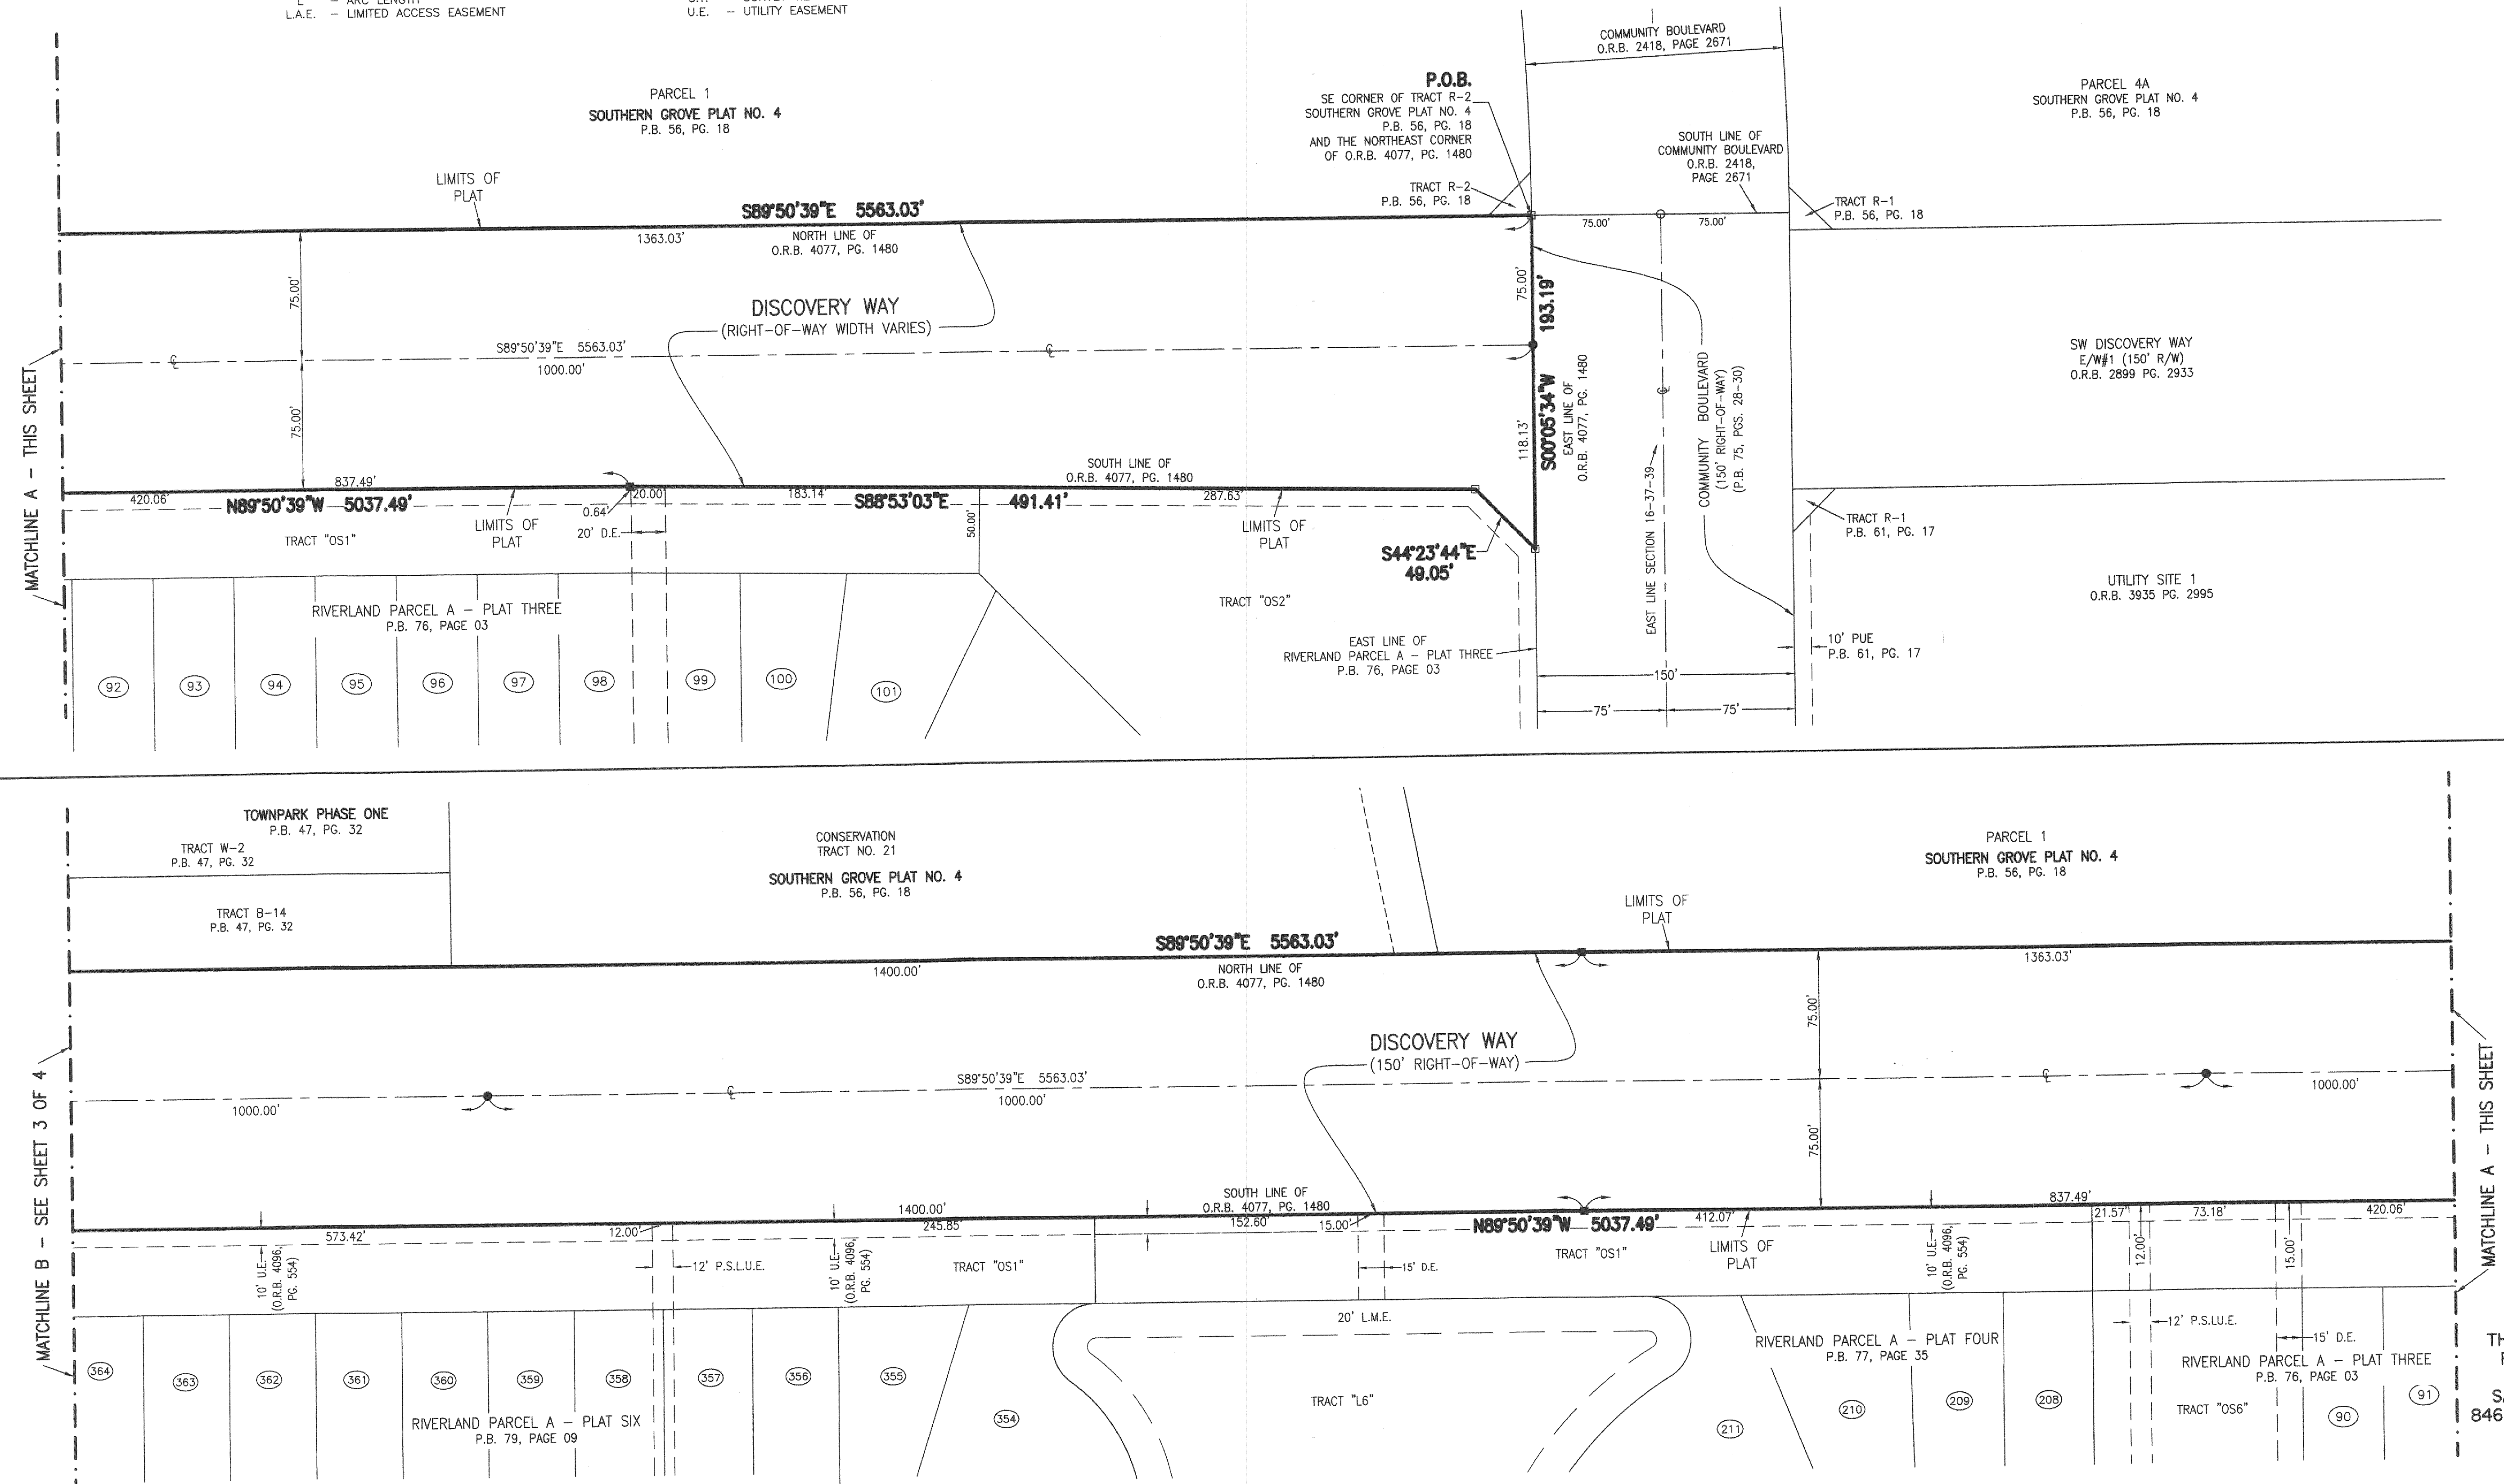 L.A.E. – LIMITED ACCESS EASEMENT
U.E. – UTILITY EASEMENT
PARCEL 1
SOUTHERN GROVE PLAT NO. 4
P.B. 56, PG. 18
P.O.B.
SE CORNER OF TRACT R–2
SOUTHERN GROVE PLAT NO. 4
P.B. 56, PG. 18
AND THE NORTHEAST CORNER
OF O.R.B. 4077, PG. 1480
COMMUNITY BOULEVARD
O.R.B. 2418, PAGE 2671
PARCEL 4A
SOUTHERN GROVE PLAT NO. 4
P.B. 56, PG. 18
SOUTH LINE OF
COMMUNITY BOULEVARD
O.R.B. 2418,
PAGE 2671
LIMITS OF
PLAT
TRACT R–2
P.B. 56, PG. 18
TRACT R–1
P.B. 56, PG. 18
S89°50'39"E 5563.03'
1363.03'
NORTH LINE OF
O.R.B. 4077, PG. 1480
75.00'
75.00'
75.00'
75.00'
193.19'
DISCOVERY WAY
(RIGHT–OF–WAY WIDTH VARIES)
S89°50'39"E 5563.03'
1000.00'
75.00'
118.13'
S00°05'34"W
EAST LINE OF
O.R.B. 4077, PG. 1480
EAST LINE SECTION 16–37–39
COMMUNITY BOULEVARD
(150' RIGHT–OF–WAY)
(P.B. 75, PGS. 28–30)
SW DISCOVERY WAY
E/W#1 (150' R/W)
O.R.B. 2899 PG. 2933
MATCHLINE A – THIS SHEET
SOUTH LINE OF
O.R.B. 4077, PG. 1480
420.06'
837.49'
N89°50'39"W 5037.49'
20.00'
183.14'
S88°53'03"E 491.41'
287.63'
0.64'
20' D.E.
50.00'
LIMITS OF
PLAT
LIMITS OF
PLAT
TRACT "OS1"
S44°23'44"E
49.05'
TRACT R–1
P.B. 61, PG. 17
UTILITY SITE 1
O.R.B. 3935 PG. 2995
RIVERLAND PARCEL A – PLAT THREE
P.B. 76, PAGE 03
TRACT "OS2"
EAST LINE OF
RIVERLAND PARCEL A – PLAT THREE
P.B. 76, PAGE 03
10' PUE
P.B. 61, PG. 17
150'
75'
75'
92
93
94
95
96
97
98
99
100
101
TOWNPARK PHASE ONE
P.B. 47, PG. 32
TRACT W–2
P.B. 47, PG. 32
TRACT B–14
P.B. 47, PG. 32
CONSERVATION
TRACT NO. 21
SOUTHERN GROVE PLAT NO. 4
P.B. 56, PG. 18
PARCEL 1
SOUTHERN GROVE PLAT NO. 4
P.B. 56, PG. 18
LIMITS OF
PLAT
S89°50'39"E 5563.03'
1400.00'
NORTH LINE OF
O.R.B. 4077, PG. 1480
1363.03'
75.00'
DISCOVERY WAY
(150' RIGHT–OF–WAY)
S89°50'39"E 5563.03'
1000.00'
1000.00'
1000.00'
75.00'
MATCHLINE B – SEE SHEET 3 OF 4
MATCHLINE A – THIS SHEET
SOUTH LINE OF
O.R.B. 4077, PG. 1480
1400.00'
837.49'
573.42'
12.00'
245.85'
152.60'
15.00'
N89°50'39"W 5037.49'
412.07'
21.57'
73.18'
420.06'
12.00'
15.00'
10' U.E.
(O.R.B. 4096,
PG. 554)
12' P.S.L.U.E.
10' U.E.
(O.R.B. 4096,
PG. 554)
TRACT "OS1"
15' D.E.
TRACT "OS1"
LIMITS OF
PLAT
10' U.E.
(O.R.B. 4096,
PG. 554)
20' L.M.E.
12' P.S.LU.E.
15' D.E.
RIVERLAND PARCEL A – PLAT FOUR
P.B. 77, PAGE 35
RIVERLAND PARCEL A – PLAT THREE
P.B. 76, PAGE 03
364
363
362
361
360
359
358
357
356
355
354
TRACT "L6"
211
210
209
208
TRACT "OS6"
90
91
RIVERLAND PARCEL A – PLAT SIX
P.B. 79, PAGE 09
846